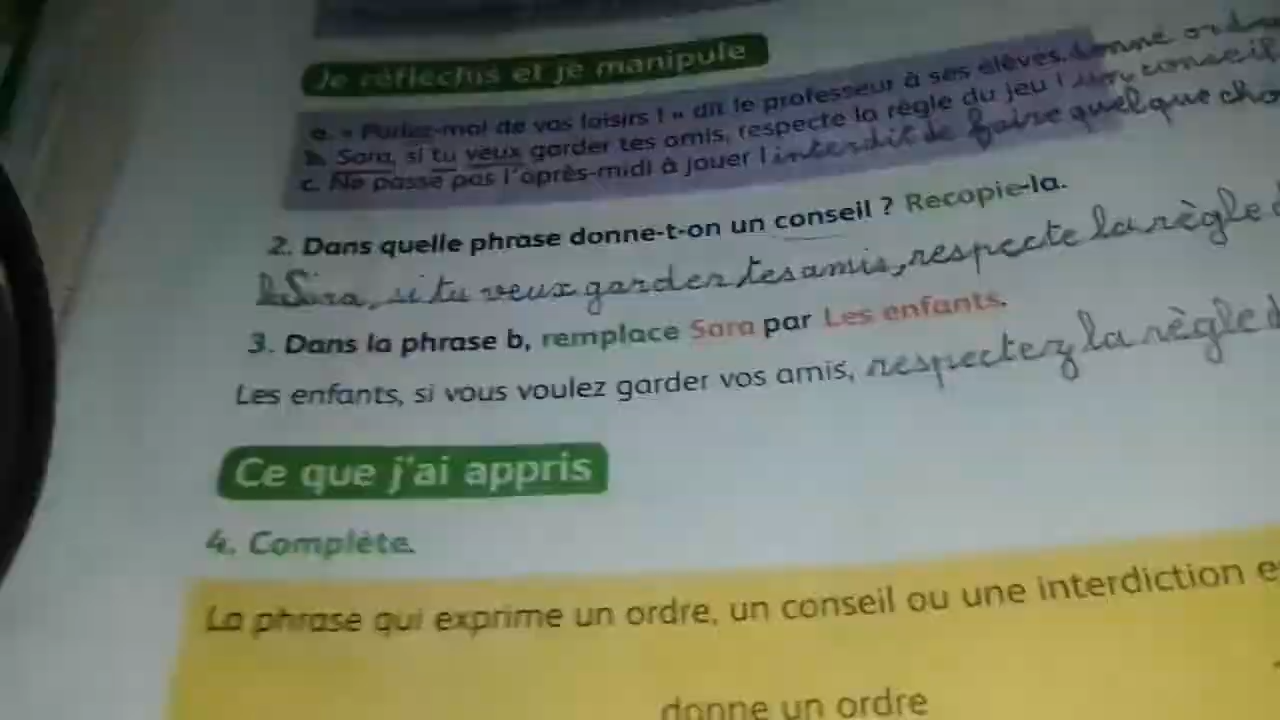 Je réfléchis et je manipule
a. « Parlez-moi de vos loisirs ! » dit le professeur à ses élèves. donné
b. Sara, si tu veux garder tes amis, respecte la règle du jeu ! conseil
c. Ne passe pas l'après-midi à jouer ! interdit de faire quelque cho
2. Dans quelle phrase donne-t-on un conseil ? Recopie-la.
Sara, si tu veux garder tes amis, respecte la règle
3. Dans la phrase b, remplace Sara par Les enfants.
Les enfants, si vous voulez garder vos amis, respectez la règle d
Ce que j'ai appris
4. Complète.
La phrase qui exprime un ordre, un conseil ou une interdiction e
donne un ordre